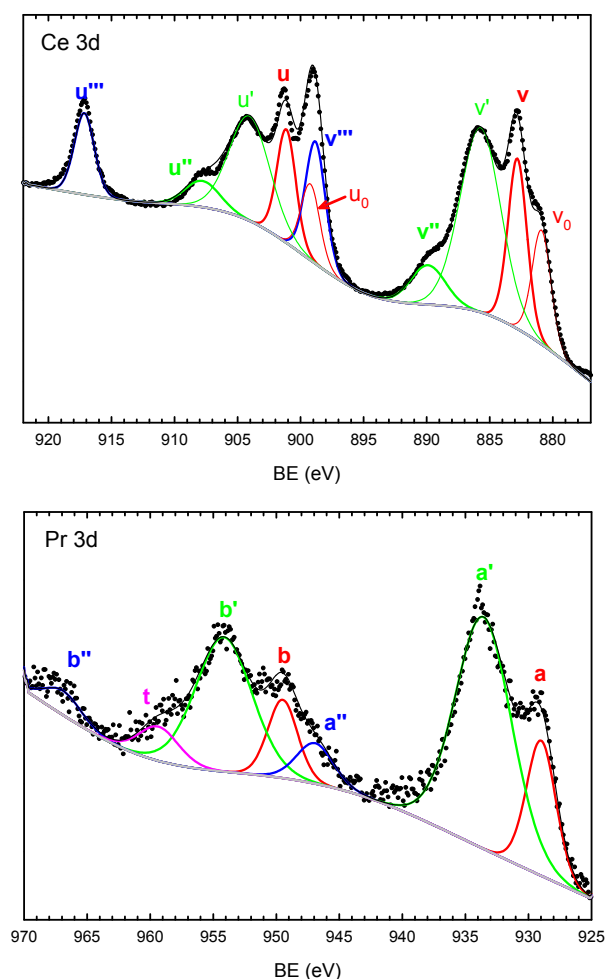 Ce 3d
u'''
u'
u
v'''
u''
u₀
v''
v'
v
v₀
920 915 910 905 900 895 890 885 880
BE (eV)
Pr 3d
b''
t
b'
b
a''
a'
a
970 965 960 955 950 945 940 935 930 925
BE (eV)